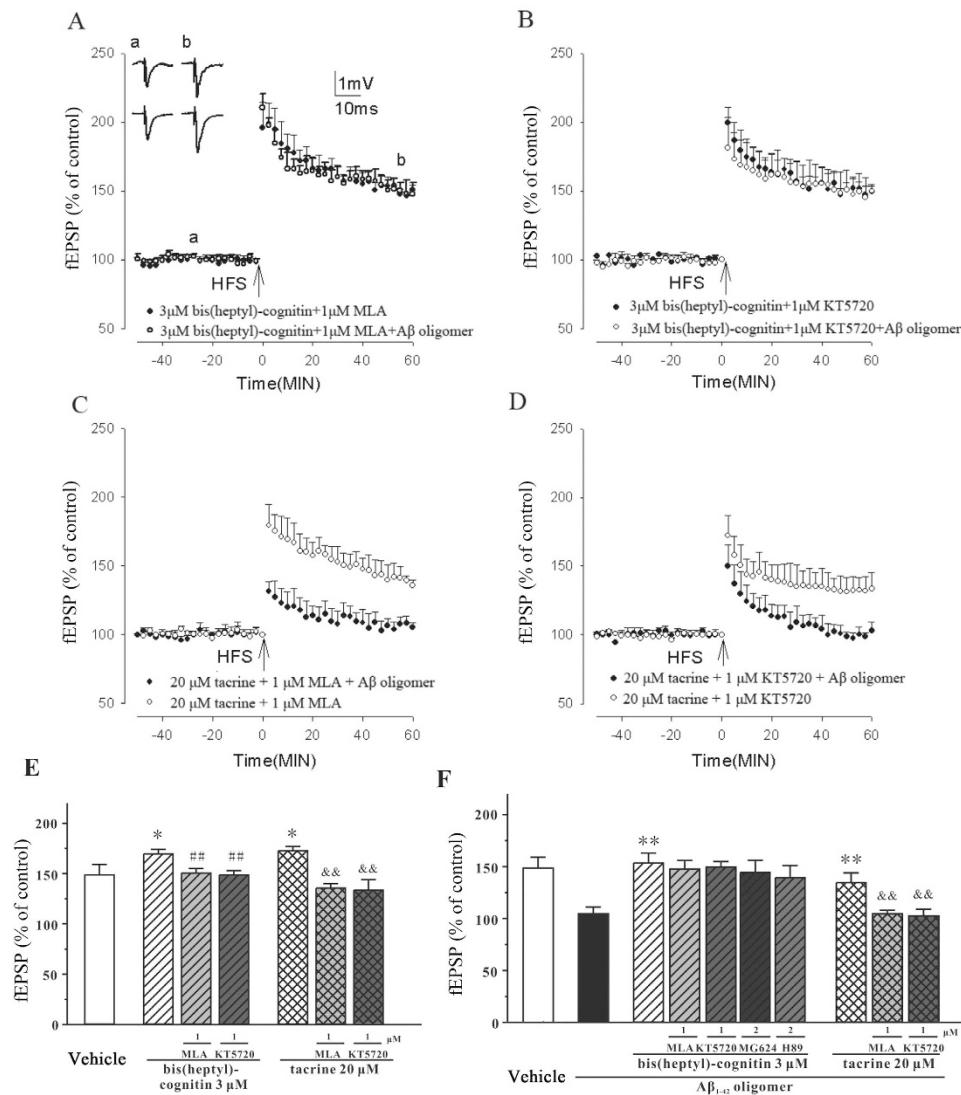 A
a b
250
200
150
100
50
fEPSP (% of control)
1mV
10ms
b
a
HFS
3μM bis(heptyl)-cognitin+1μM MLA
3μM bis(heptyl)-cognitin+1μM MLA+Aβ oligomer
-40 -20 0 20 40 60
Time(MIN)
B
250
200
150
100
50
fEPSP (% of control)
HFS
3μM bis(heptyl)-cognitin+1μM KT5720
3μM bis(heptyl)-cognitin+1μM KT5720+Aβ oligomer
-40 -20 0 20 40 60
Time(MIN)
C
250
200
150
100
50
fEPSP (% of control)
HFS
20 μM tacrine + 1 μM MLA + Aβ oligomer
20 μM tacrine + 1 μM MLA
-40 -20 0 20 40 60
Time(MIN)
D
250
200
150
100
50
fEPSP (% of control)
HFS
20 μM tacrine + 1 μM KT5720 + Aβ oligomer
20 μM tacrine + 1 μM KT5720
-40 -20 0 20 40 60
Time(MIN)
E
200
150
100
50
0
fEPSP (% of control)
* ## ## * && &&
1 1 1 1 μM
MLA KT5720 MLA KT5720
Vehicle
bis(heptyl)-
cognitin 3 μM
tacrine 20 μM
F
200
150
100
50
0
fEPSP (% of control)
** ** && &&
1 1 2 2 1 1 μM
MLA KT5720 MG624 H89 MLA KT5720
Vehicle
bis(heptyl)-cognitin 3 μM
tacrine 20 μM
Aβ1-42 oligomer